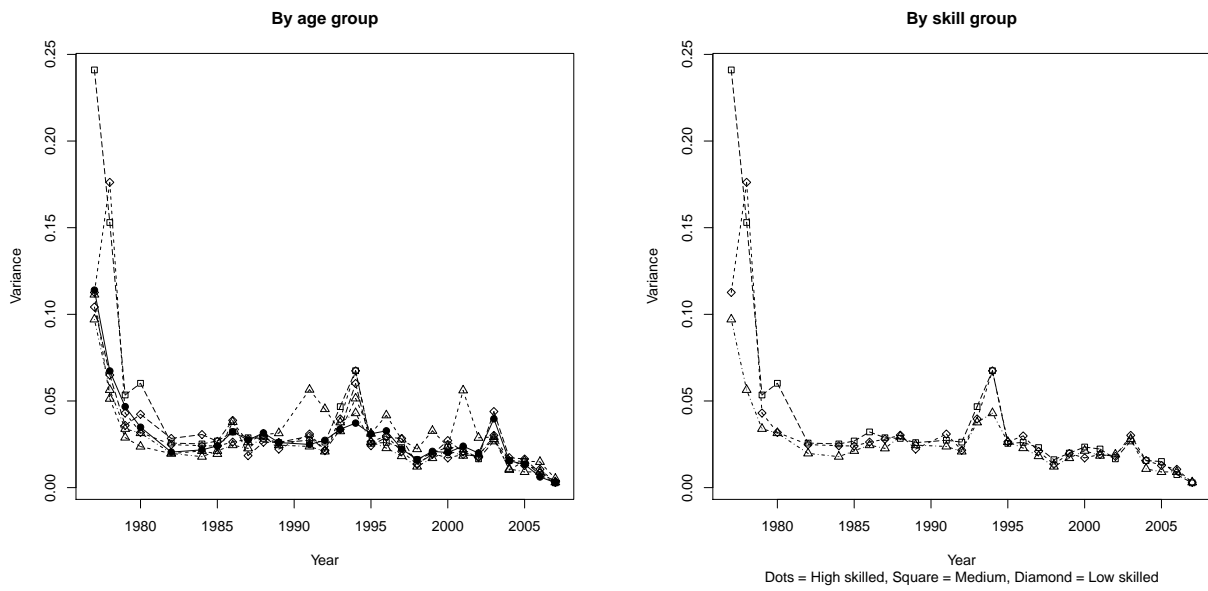 By age group
Variance
0.25
0.20
0.15
0.10
0.05
0.00
1980 1985 1990 1995 2000 2005
Year
By skill group
Variance
0.25
0.20
0.15
0.10
0.05
0.00
1980 1985 1990 1995 2000 2005
Year
Dots = High skilled, Square = Medium, Diamond = Low skilled